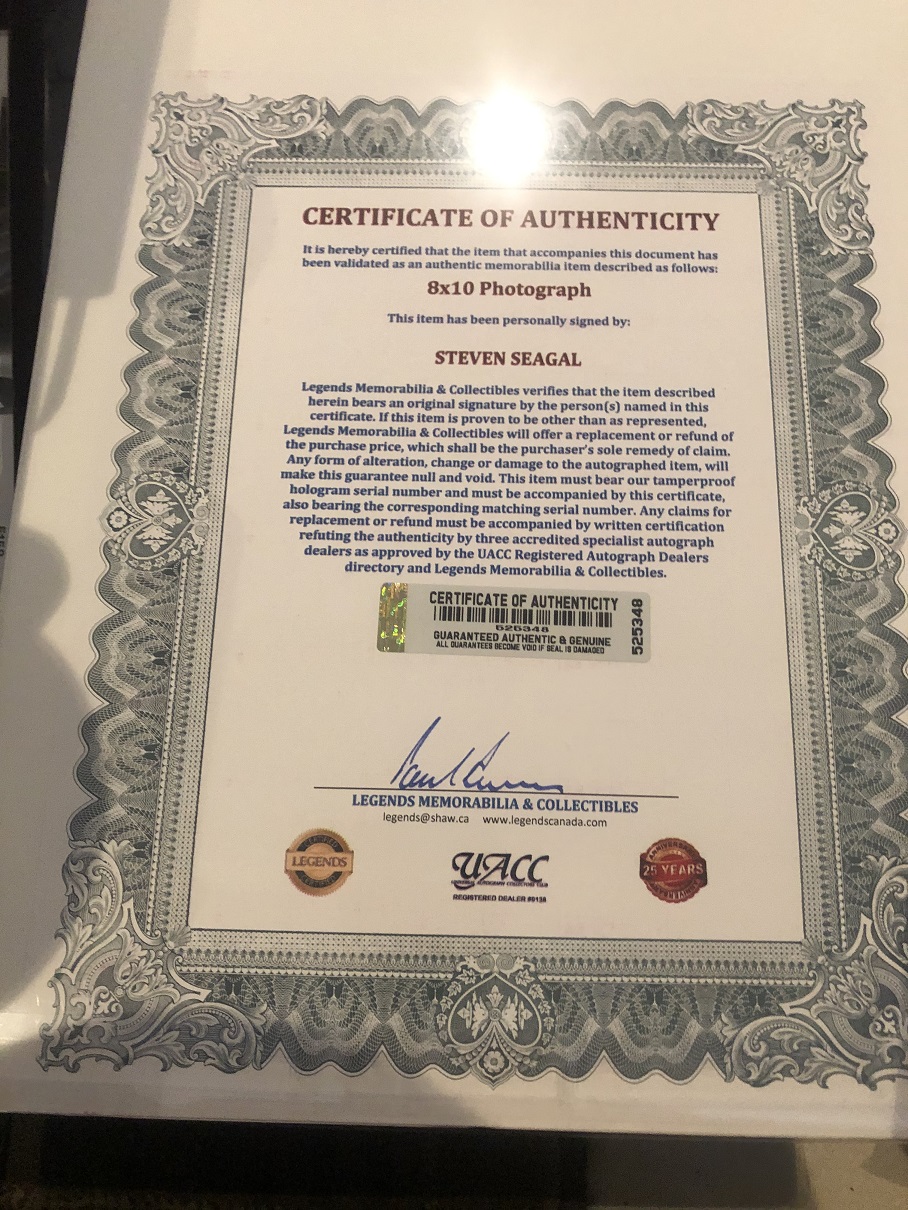 CERTIFICATE OF AUTHENTICITY
It is hereby certified that the item that accompanies this document has
been validated as an authentic memorabilia item described as follows:
8x10 Photograph
This item has been personally signed by:
STEVEN SEAGAL
Legends Memorabilia & Collectibles verifies that the item described
herein bears an original signature by the person(s) named in this
certificate. If this item is proven to be other than as represented,
Legends Memorabilia & Collectibles will offer a replacement or refund of
the purchase price, which shall be the purchaser's sole remedy of claim.
Any form of alteration, change or damage to the autographed item, will
make this guarantee null and void. This item must bear our tamperproof
hologram serial number and must be accompanied by this certificate,
also bearing the corresponding matching serial number. Any claims for
replacement or refund must be accompanied by written certification
refuting the authenticity by three accredited specialist autograph
dealers as approved by the UACC Registered Autograph Dealers
directory and Legends Memorabilia & Collectibles.
CERTIFICATE OF AUTHENTICITY
525348
GUARANTEED AUTHENTIC & GENUINE
ALL GUARANTEES BECOME VOID IF SEAL IS DAMAGED
525348
LEGENDS MEMORABILIA & COLLECTIBLES
legends@shaw.ca www.legendscanada.com
LEGENDS
UACC
UNIVERSAL AUTOGRAPH COLLECTORS CLUB
REGISTERED DEALER #0138
ANNIVERSARY
25 YEARS